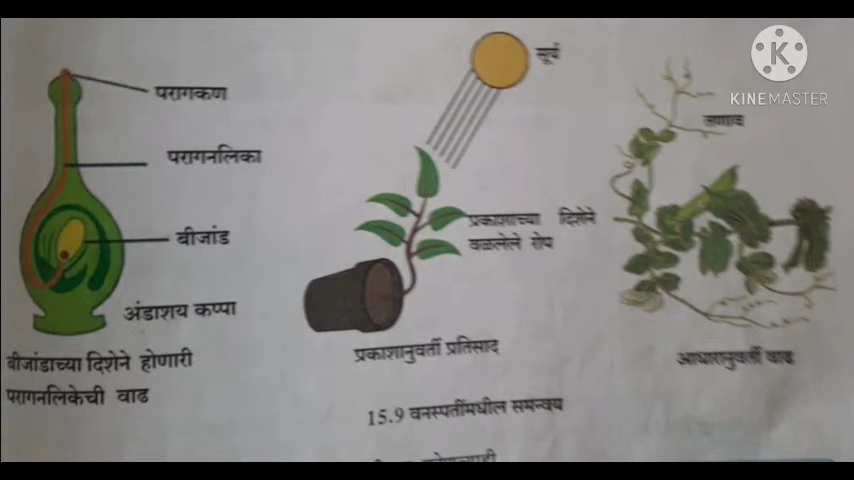 सूर्य
K
KINEMASTER
परागकण
तणाव
परागनलिका
प्रकाशाच्या दिशेने
वळलेले रोप
बीजांड
अंडाशय कप्पा
बीजांडाच्या दिशेने होणारी
परागनलिकेची वाढ
प्रकाशानुवर्ती प्रतिसाद
आधारानुवर्ती वाढ
15.9 वनस्पतींमधील समन्वय